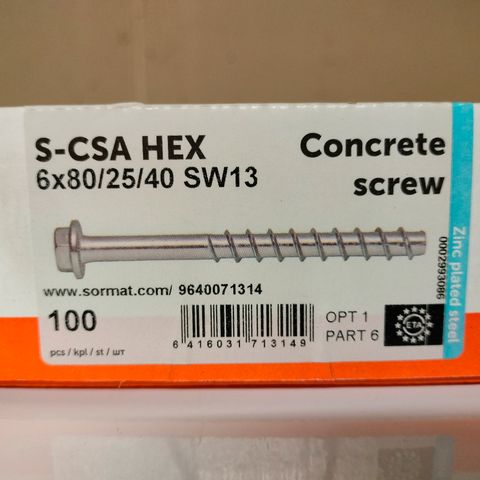 S-CSA HEX
6x80/25/40 SW13
Concrete
screw
www.sormat.com/ 9640071314
100
pcs / kpl / st / шт
6 416031 713149
OPT 1
PART 6
ETA
Zinc plated steel
0002993086